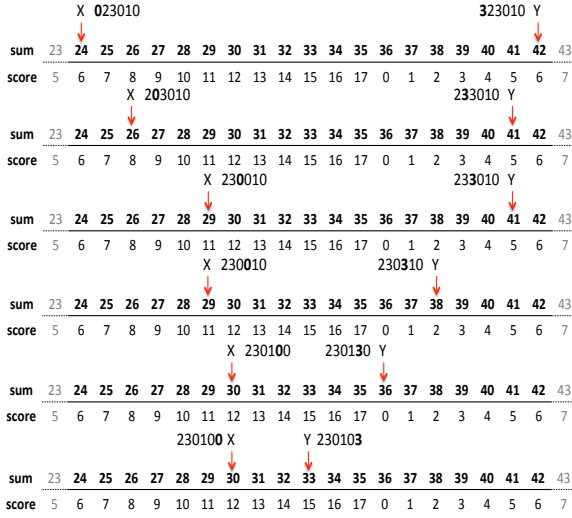 X 023010 323010 Y
sum 23 24 25 26 27 28 29 30 31 32 33 34 35 36 37 38 39 40 41 42 43
score 5 6 7 8 9 10 11 12 13 14 15 16 17 0 1 2 3 4 5 6 7
X 203010 233010 Y
sum 23 24 25 26 27 28 29 30 31 32 33 34 35 36 37 38 39 40 41 42 43
score 5 6 7 8 9 10 11 12 13 14 15 16 17 0 1 2 3 4 5 6 7
X 230010 233010 Y
sum 23 24 25 26 27 28 29 30 31 32 33 34 35 36 37 38 39 40 41 42 43
score 5 6 7 8 9 10 11 12 13 14 15 16 17 0 1 2 3 4 5 6 7
X 230010 230310 Y
sum 23 24 25 26 27 28 29 30 31 32 33 34 35 36 37 38 39 40 41 42 43
score 5 6 7 8 9 10 11 12 13 14 15 16 17 0 1 2 3 4 5 6 7
X 230100 230130 Y
sum 23 24 25 26 27 28 29 30 31 32 33 34 35 36 37 38 39 40 41 42 43
score 5 6 7 8 9 10 11 12 13 14 15 16 17 0 1 2 3 4 5 6 7
230100 X Y 230103
sum 23 24 25 26 27 28 29 30 31 32 33 34 35 36 37 38 39 40 41 42 43
score 5 6 7 8 9 10 11 12 13 14 15 16 17 0 1 2 3 4 5 6 7